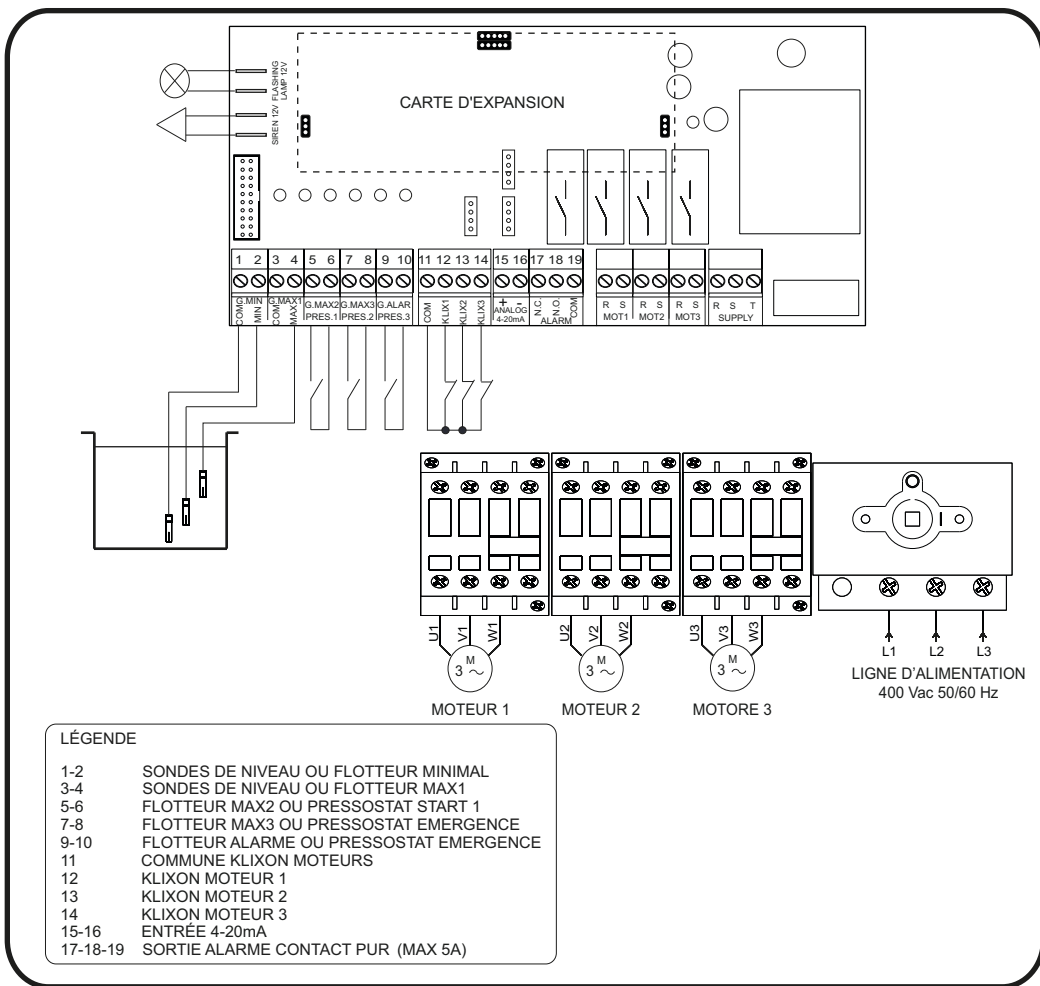 FLASHING
LAMP 12V
SIREN 12V
CARTE D'EXPANSION
1 2 3 4 5 6 7 8 9 10 11 12 13 14 15 16 17 18 19
COM
G.MIN
MIN
COM
G.MAX1
MAX1
G.MAX2
PRES.1
G.MAX3
PRES.2
G.ALAR
PRES.3
COM
KLIX1
KLIX2
KLIX3
+ -
ANALOG
4-20mA
N.C.
N.O.
COM
ALARM
R S
MOT1
R S
MOT2
R S
MOT3
R S T
SUPPLY
U1 V1 W1
U2 V2 W2
U3 V3 W3
M
3 ~
M
3 ~
M
3 ~
MOTEUR 1
MOTEUR 2
MOTORE 3
I
L1 L2 L3
LIGNE D'ALIMENTATION
400 Vac 50/60 Hz
LÉGENDE
1-2 SONDES DE NIVEAU OU FLOTTEUR MINIMAL
3-4 SONDES DE NIVEAU OU FLOTTEUR MAX1
5-6 FLOTTEUR MAX2 OU PRESSOSTAT START 1
7-8 FLOTTEUR MAX3 OU PRESSOSTAT EMERGENCE
9-10 FLOTTEUR ALARME OU PRESSOSTAT EMERGENCE
11 COMMUNE KLIXON MOTEURS
12 KLIXON MOTEUR 1
13 KLIXON MOTEUR 2
14 KLIXON MOTEUR 3
15-16 ENTRÉE 4-20mA
17-18-19 SORTIE ALARME CONTACT PUR (MAX 5A)